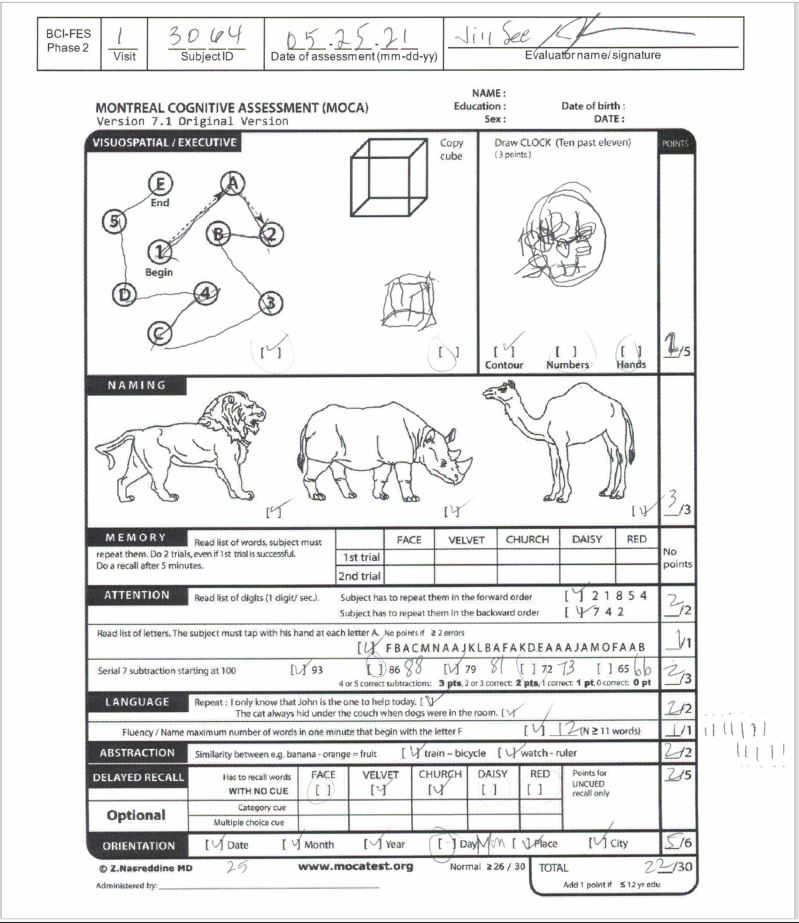 BCI-FES Phase 2
1 3064 05.25.21 Jill See
Visit Subject ID Date of assessment (mm-dd-yy) Evaluator name/ signature
MONTREAL COGNITIVE ASSESSMENT (MOCA)
Version 7.1 Original Version
NAME :
Education : Date of birth :
Sex : DATE :
VISUOSPATIAL / EXECUTIVE
Copy cube
Draw CLOCK (Ten past eleven)
(3 points)
POINTS
E
End
A
5
B
2
1
Begin
D
4
3
C
[✓] [ ] [✓] [ ] [ ] /5
Contour Numbers Hands
NAMING
[✓] [✓] [✓] 3/3
MEMORY
Read list of words, subject must
repeat them. Do 2 trials, even if 1st trial is successful.
Do a recall after 5 minutes.
FACE VELVET CHURCH DAISY RED
1st trial
2nd trial
No points
ATTENTION
Read list of digits (1 digit/ sec.). Subject has to repeat them in the forward order [✓] 2 1 8 5 4
Subject has to repeat them in the backward order [✓] 7 4 2 2/2
Read list of letters. The subject must tap with his hand at each letter A. No points if ≥ 2 errors
[✓] F B A C M N A A J K L B A F A K D E A A A J A M O F A A B 1/1
Serial 7 subtraction starting at 100 [✓] 93 [ ] 86 88 [✓] 79 81 [ ] 72 73 [ ] 65 66
4 or 5 correct subtractions: 3 pts, 2 or 3 correct: 2 pts, 1 correct: 1 pt, 0 correct: 0 pt 2/3
LANGUAGE
Repeat : I only know that John is the one to help today. [✓]
The cat always hid under the couch when dogs were in the room. [✓] 2/2
Fluency / Name maximum number of words in one minute that begin with the letter F [✓] 12 (N ≥ 11 words) 1/1
ABSTRACTION
Similarity between e.g. banana - orange = fruit [✓] train – bicycle [✓] watch - ruler 2/2
DELAYED RECALL
Has to recall words
WITH NO CUE
FACE VELVET CHURCH DAISY RED
[ ] [✓] [✓] [ ] [ ]
Points for UNCUED recall only
2/5
Optional
Category cue
Multiple choice cue
ORIENTATION
[✓] Date [✓] Month [✓] Year [ ] Day Mon [✓] Place [✓] City 5/6
© Z.Nasreddine MD 25 www.mocatest.org Normal ≥ 26 / 30 TOTAL 22/30
Administered by: Add 1 point if ≤ 12 yr edu